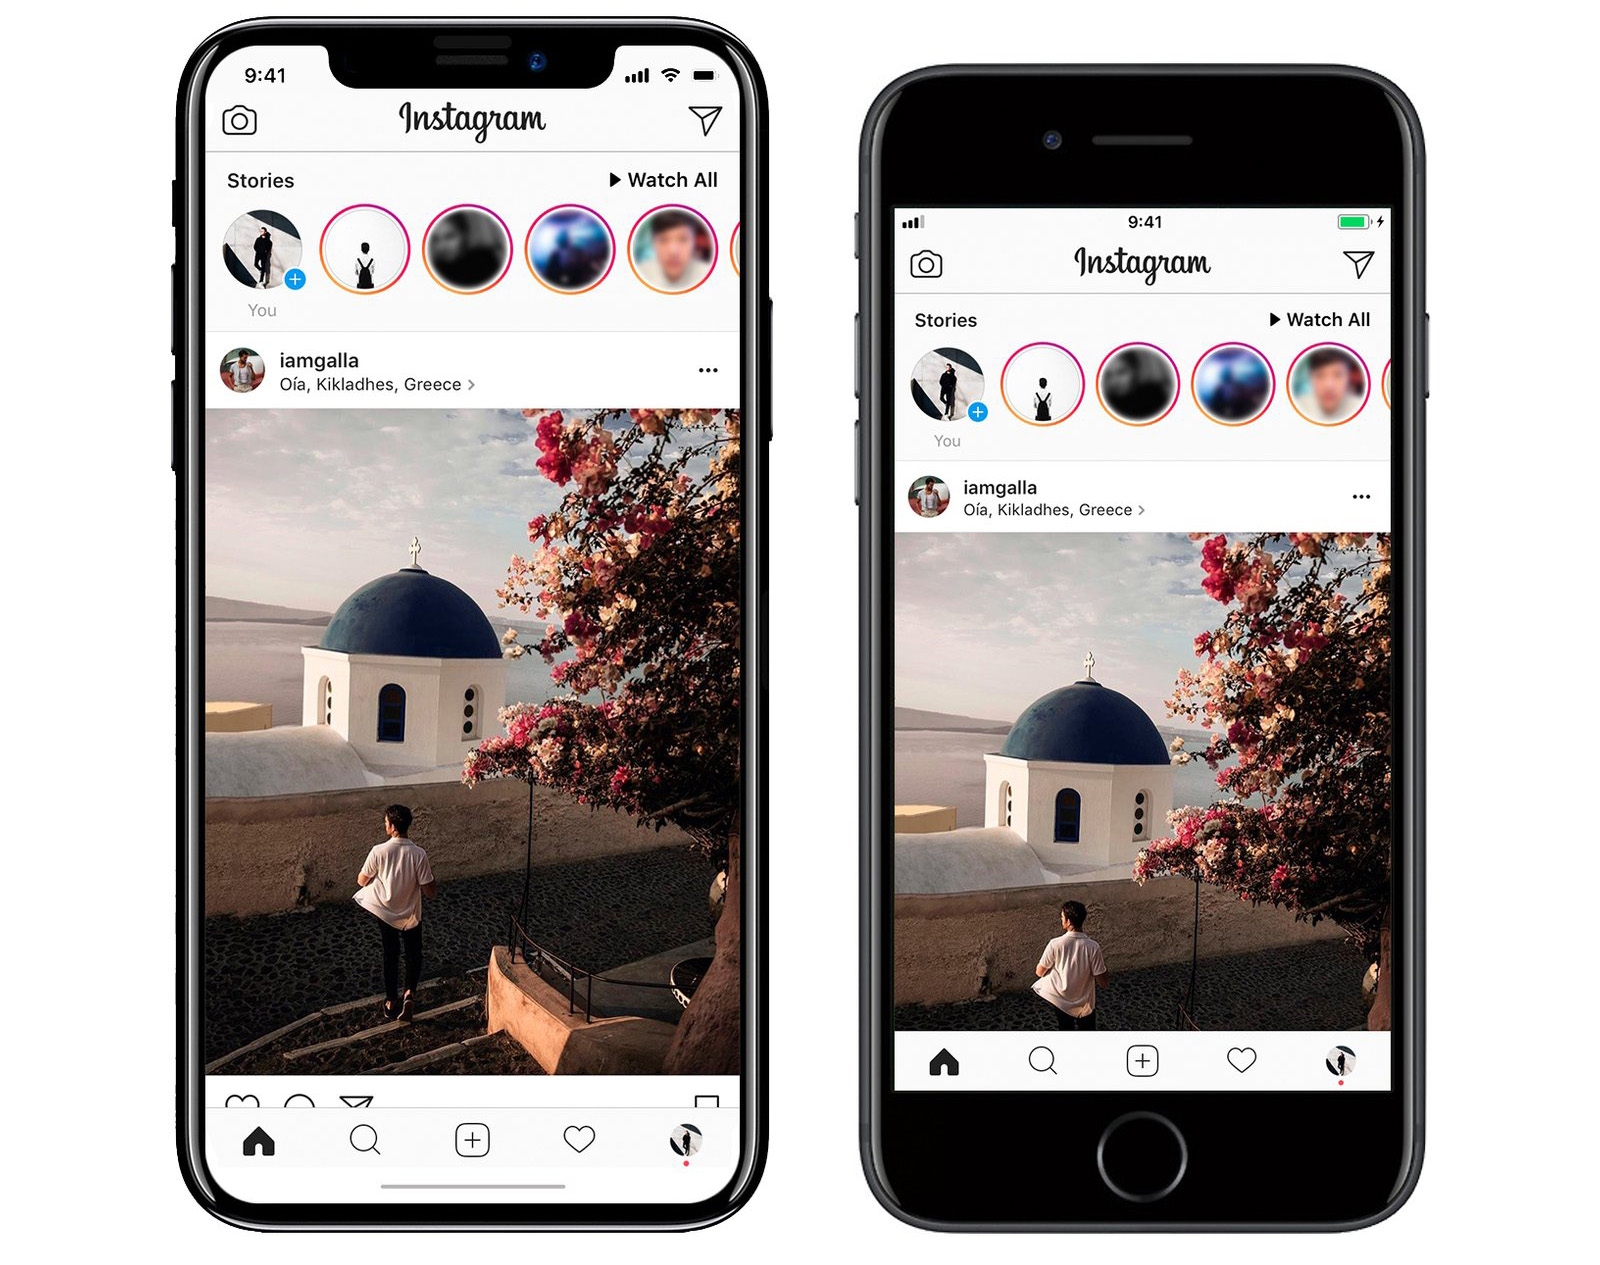 9:41
Instagram
Stories
Watch All
You
iamgalla
Oía, Kikladhes, Greece
9:41
Instagram
Stories
Watch All
You
iamgalla
Oía, Kikladhes, Greece